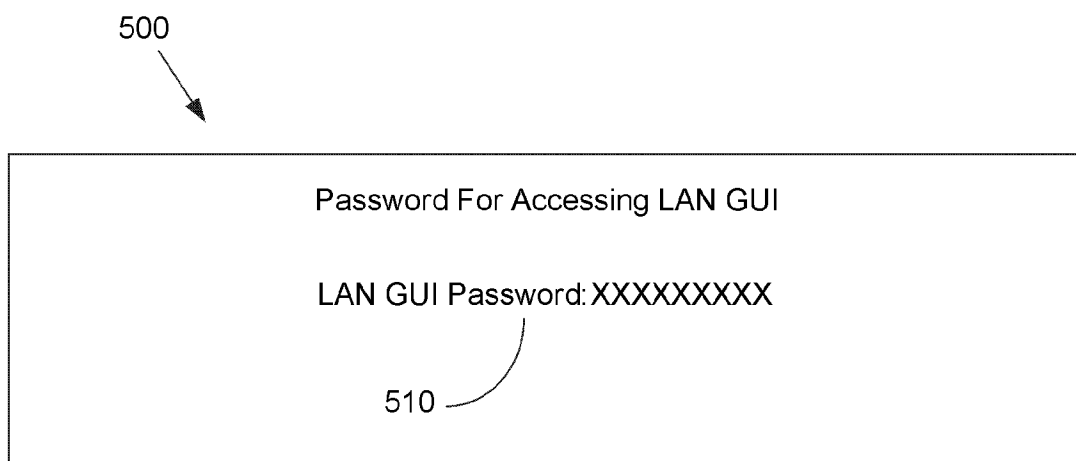 500
Password For Accessing LAN GUI
LAN GUI Password: XXXXXXXXX
510